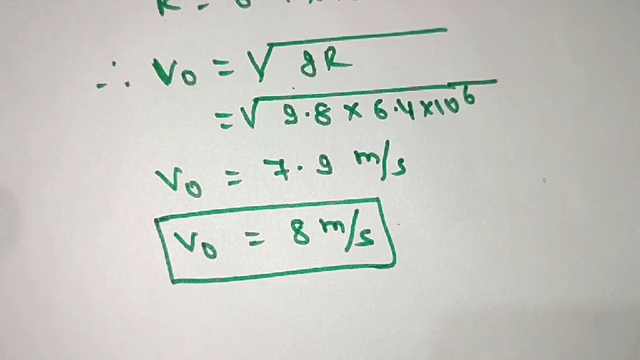 ∴ V₀ = √gR
= √9.8 × 6.4×10⁶
V₀ = 7.9 m/s
V₀ = 8 m/s